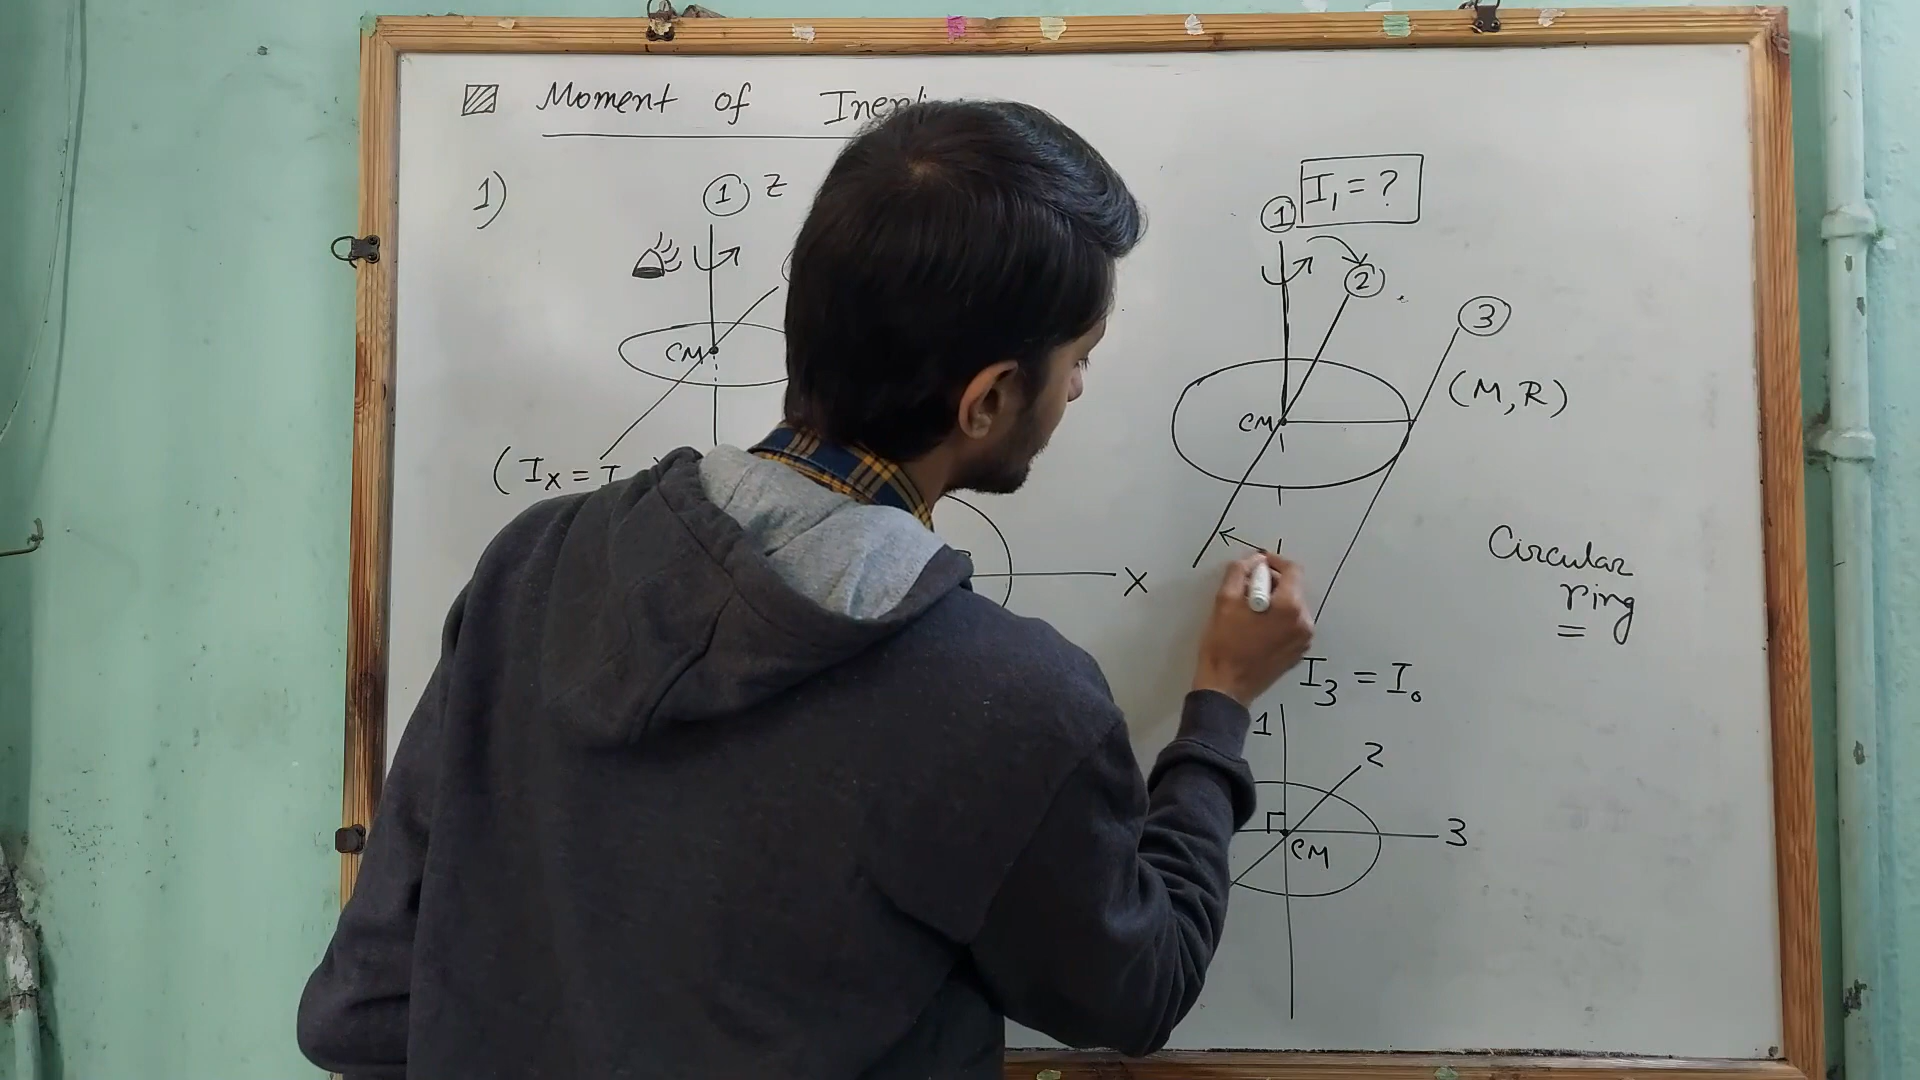 Moment of
1)
① Z
CM
(Ix = I
X
① I₁ = ?
②
③
(M, R)
CM
Circular
ring
I₃ = I₀
1
2
3
CM